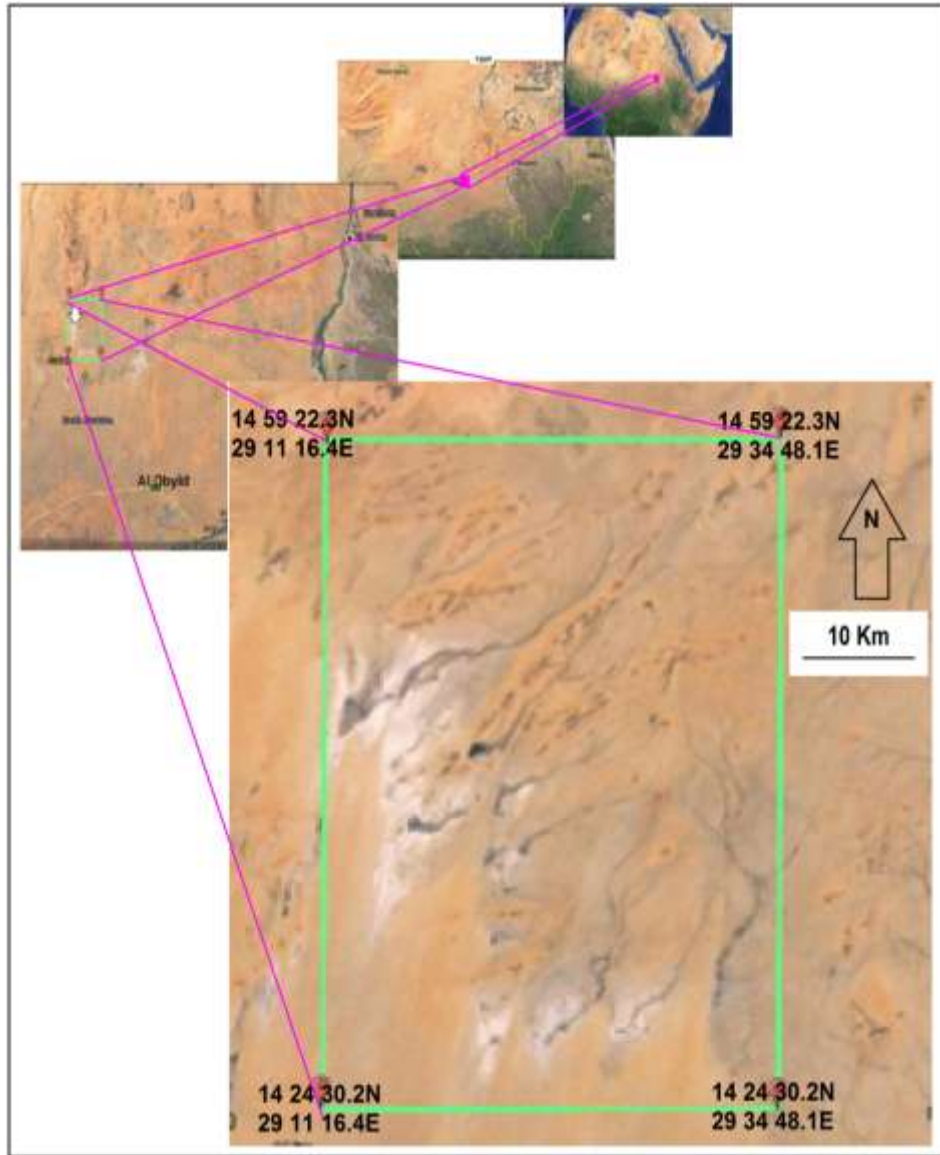 Al Obyid
14 59 22.3N
29 11 16.4E
14 59 22.3N
29 34 48.1E
N
10 Km
14 24 30.2N
29 11 16.4E
14 24 30.2N
29 34 48.1E